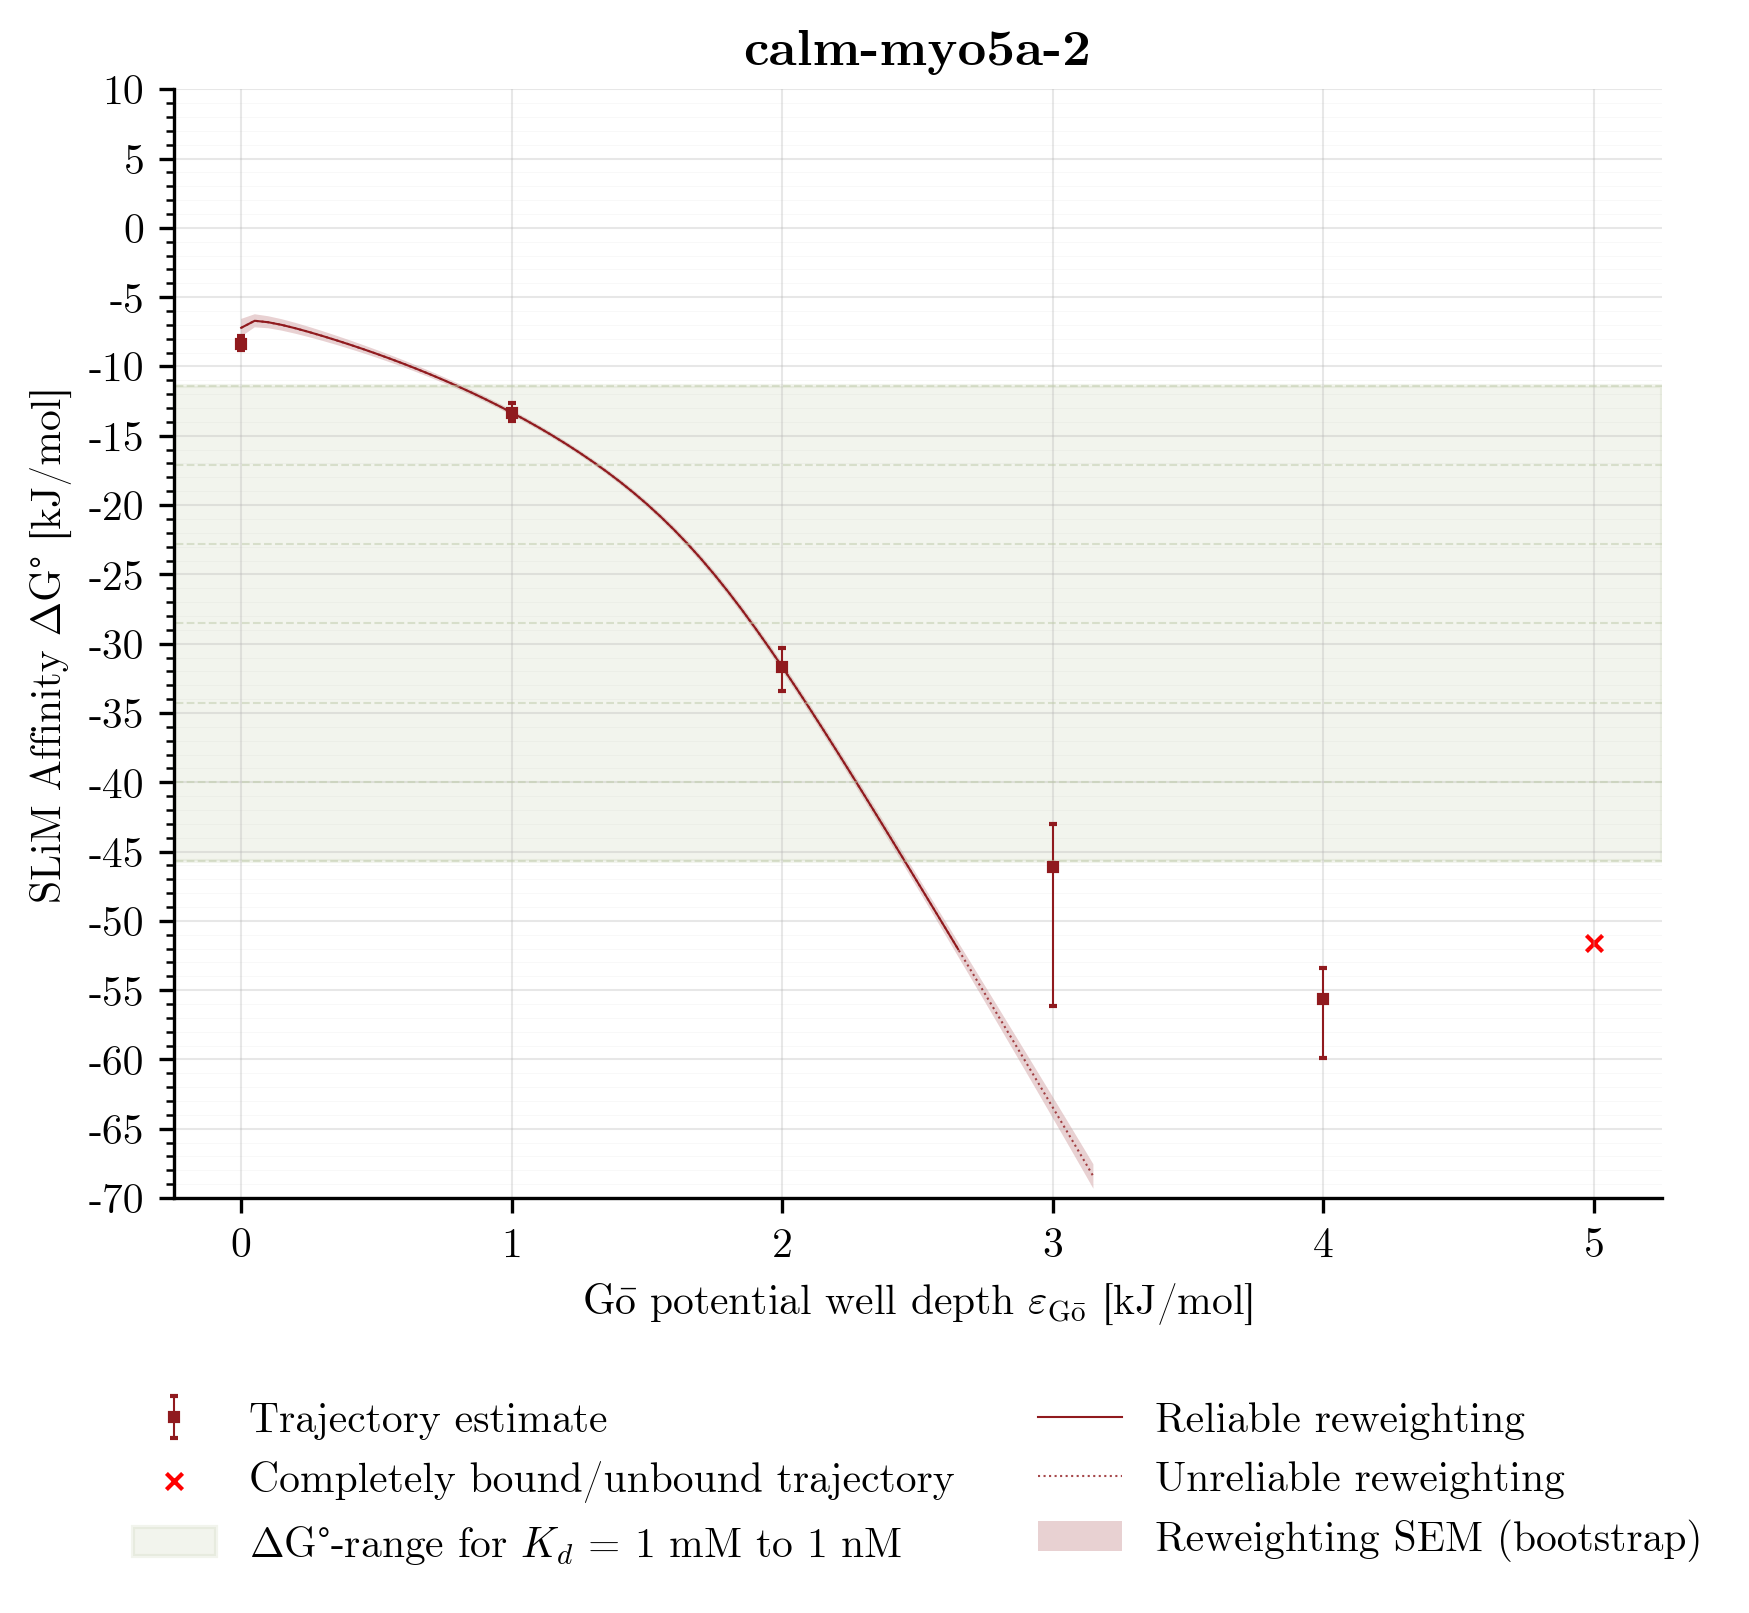 calm-myo5a-2
10
5
0
-5
-10
-15
-20
-25
-30
-35
-40
-45
-50
-55
-60
-65
-70
SLiM Affinity ΔG° [kJ/mol]
0 1 2 3 4 5
Gō potential well depth εGō [kJ/mol]
Trajectory estimate
Completely bound/unbound trajectory
ΔG°-range for Kd = 1 mM to 1 nM
Reliable reweighting
Unreliable reweighting
Reweighting SEM (bootstrap)